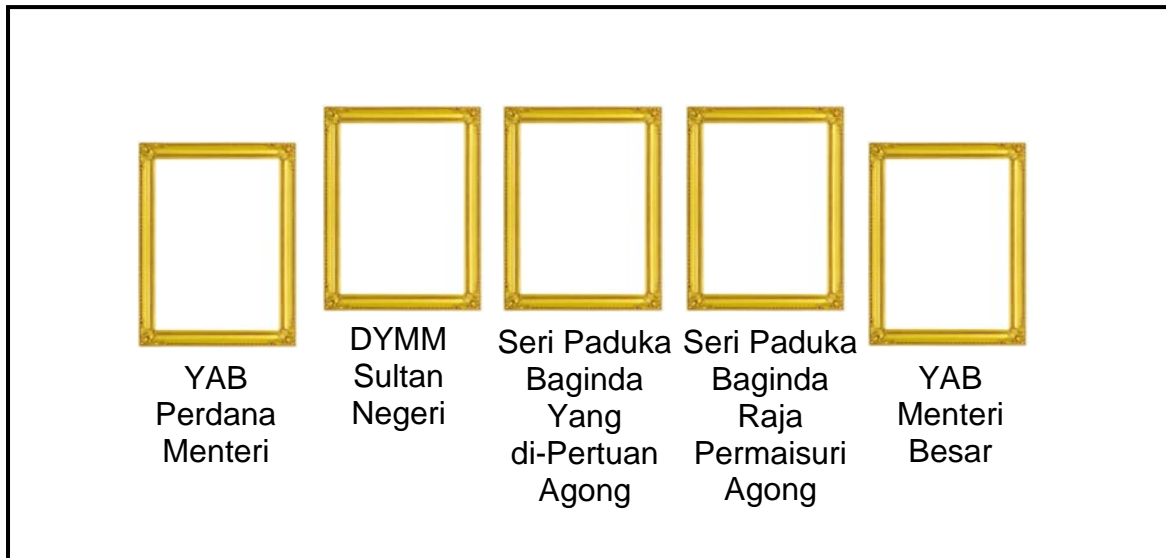 YAB
Perdana
Menteri
DYMM
Sultan
Negeri
Seri Paduka
Baginda
Yang
di-Pertuan
Agong
Seri Paduka
Baginda
Raja
Permaisuri
Agong
YAB
Menteri
Besar